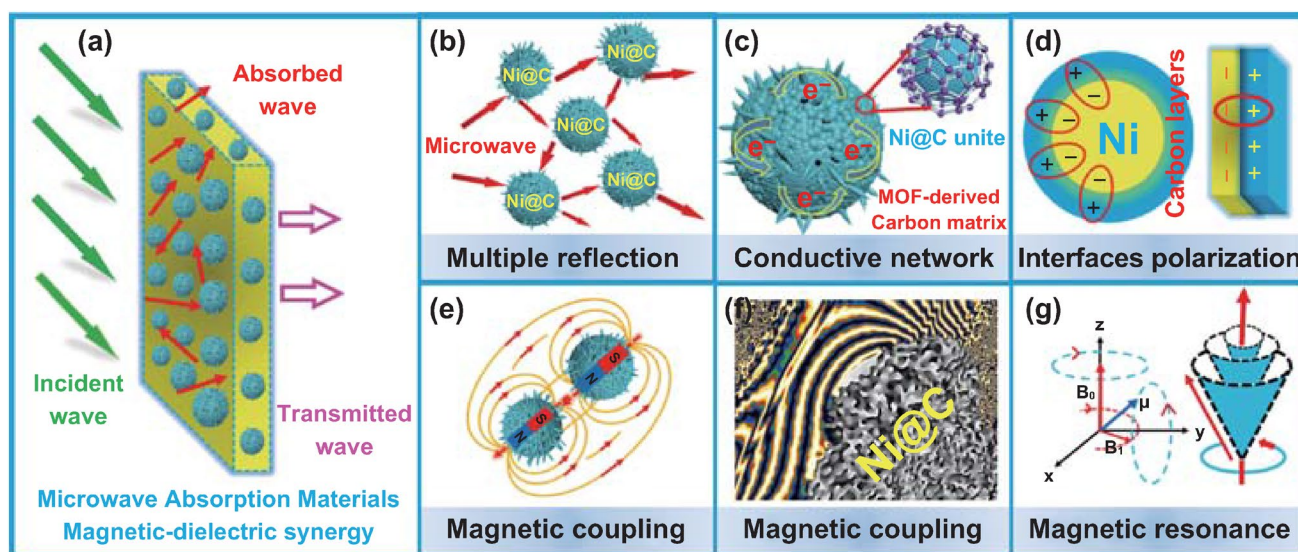 (a)
Absorbed
wave
Incident
wave
Transmitted
wave
Microwave Absorption Materials
Magnetic-dielectric synergy
(b)
Ni@C
Ni@C
Ni@C
Microwave
Ni@C
Ni@C
Multiple reflection
(c)
e⁻
e⁻
e⁻
e⁻
Ni@C unite
MOF-derived
Carbon matrix
Conductive network
(d)
+ −
+ −
+ −
+ −
Ni
Carbon layers
− +
− +
− +
− +
Interfaces polarization
(e)
S
N
S
N
Magnetic coupling
(f)
Ni@C
Magnetic coupling
(g)
z
B₀
μ
y
B₁
x
Magnetic resonance